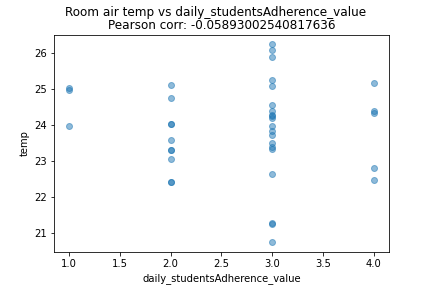 Room air temp vs daily_studentsAdherence_value
Pearson corr: -0.05893002540817636
26
25
24
23
22
21
temp
1.0 1.5 2.0 2.5 3.0 3.5 4.0
daily_studentsAdherence_value